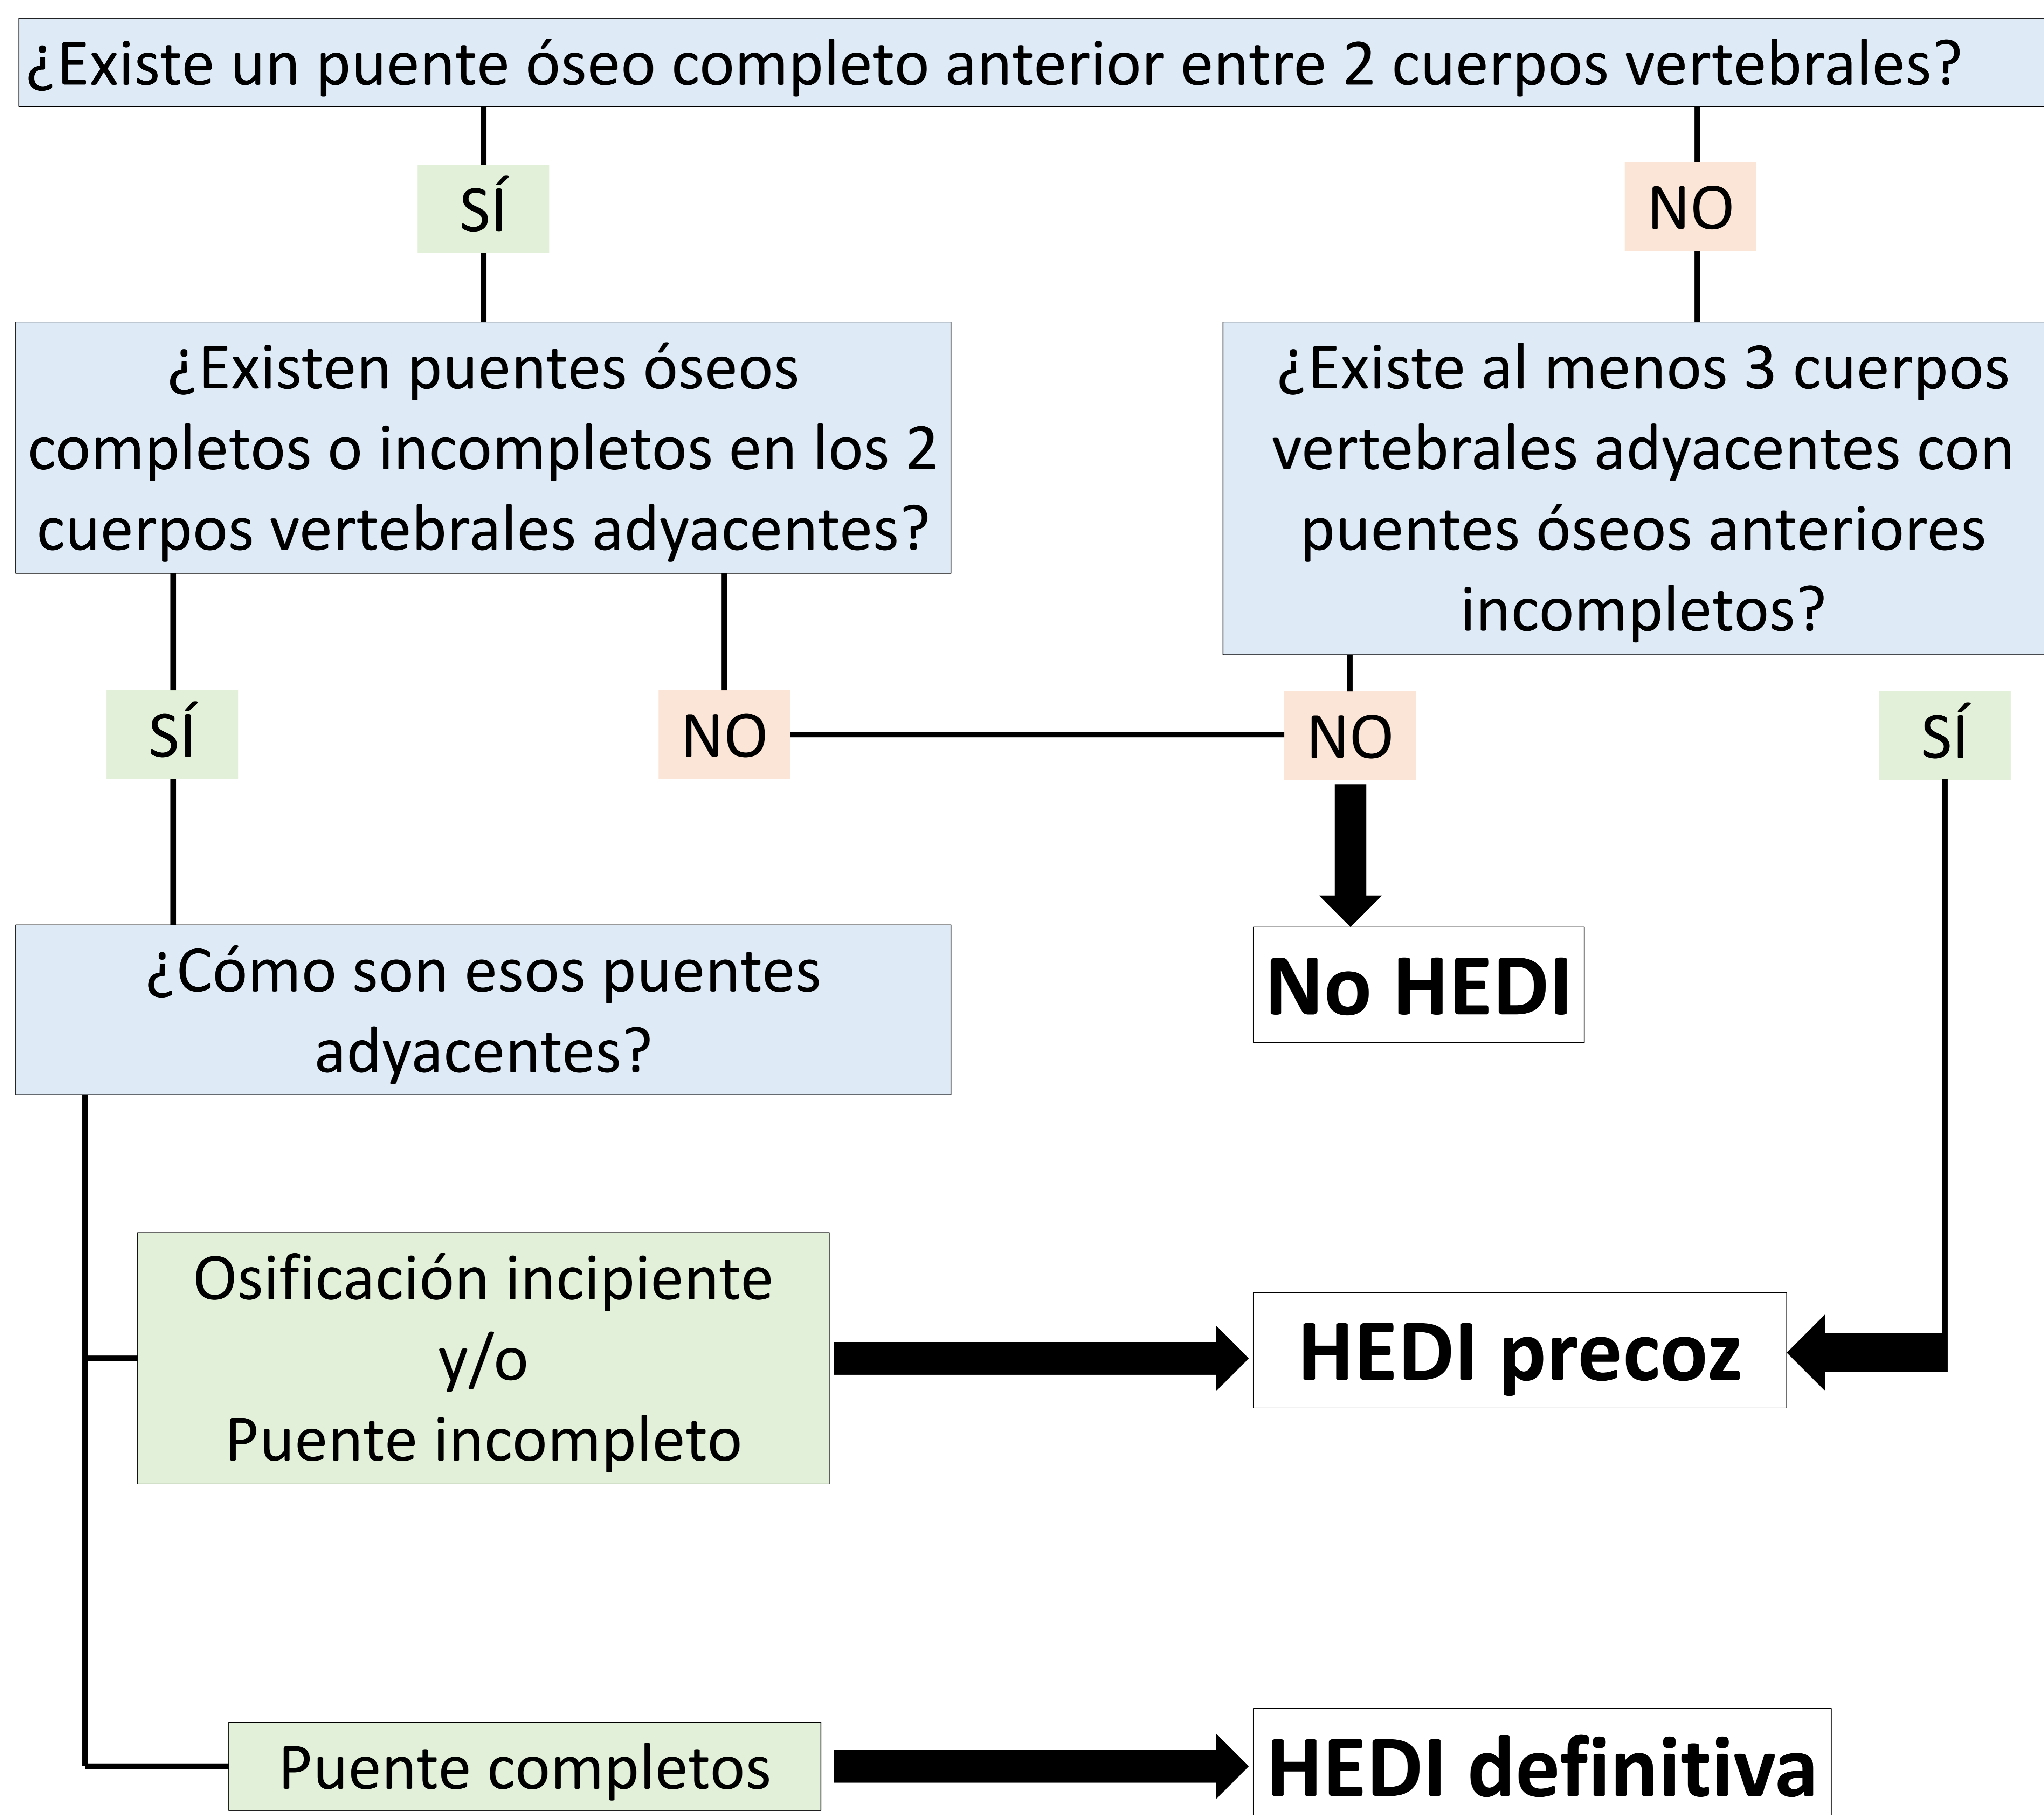 ¿Existe un puente óseo completo anterior entre 2 cuerpos vertebrales?
SÍ
NO
¿Existen puentes óseos
completos o incompletos en los 2
cuerpos vertebrales adyacentes?
¿Existe al menos 3 cuerpos
vertebrales adyacentes con
puentes óseos anteriores
incompletos?
SÍ
NO
NO
SÍ
¿Cómo son esos puentes
adyacentes?
No HEDI
Osificación incipiente
y/o
Puente incompleto
HEDI precoz
Puente completos
HEDI definitiva